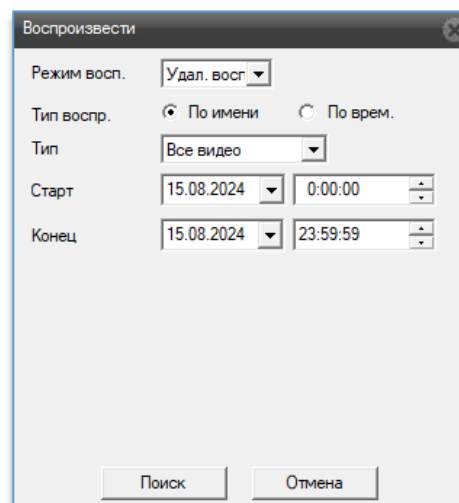 Воспроизвести
Режим восп. Удал. восп
Тип воспр. По имени По врем.
Тип Все видео
Старт 15.08.2024 0:00:00
Конец 15.08.2024 23:59:59
Поиск Отмена